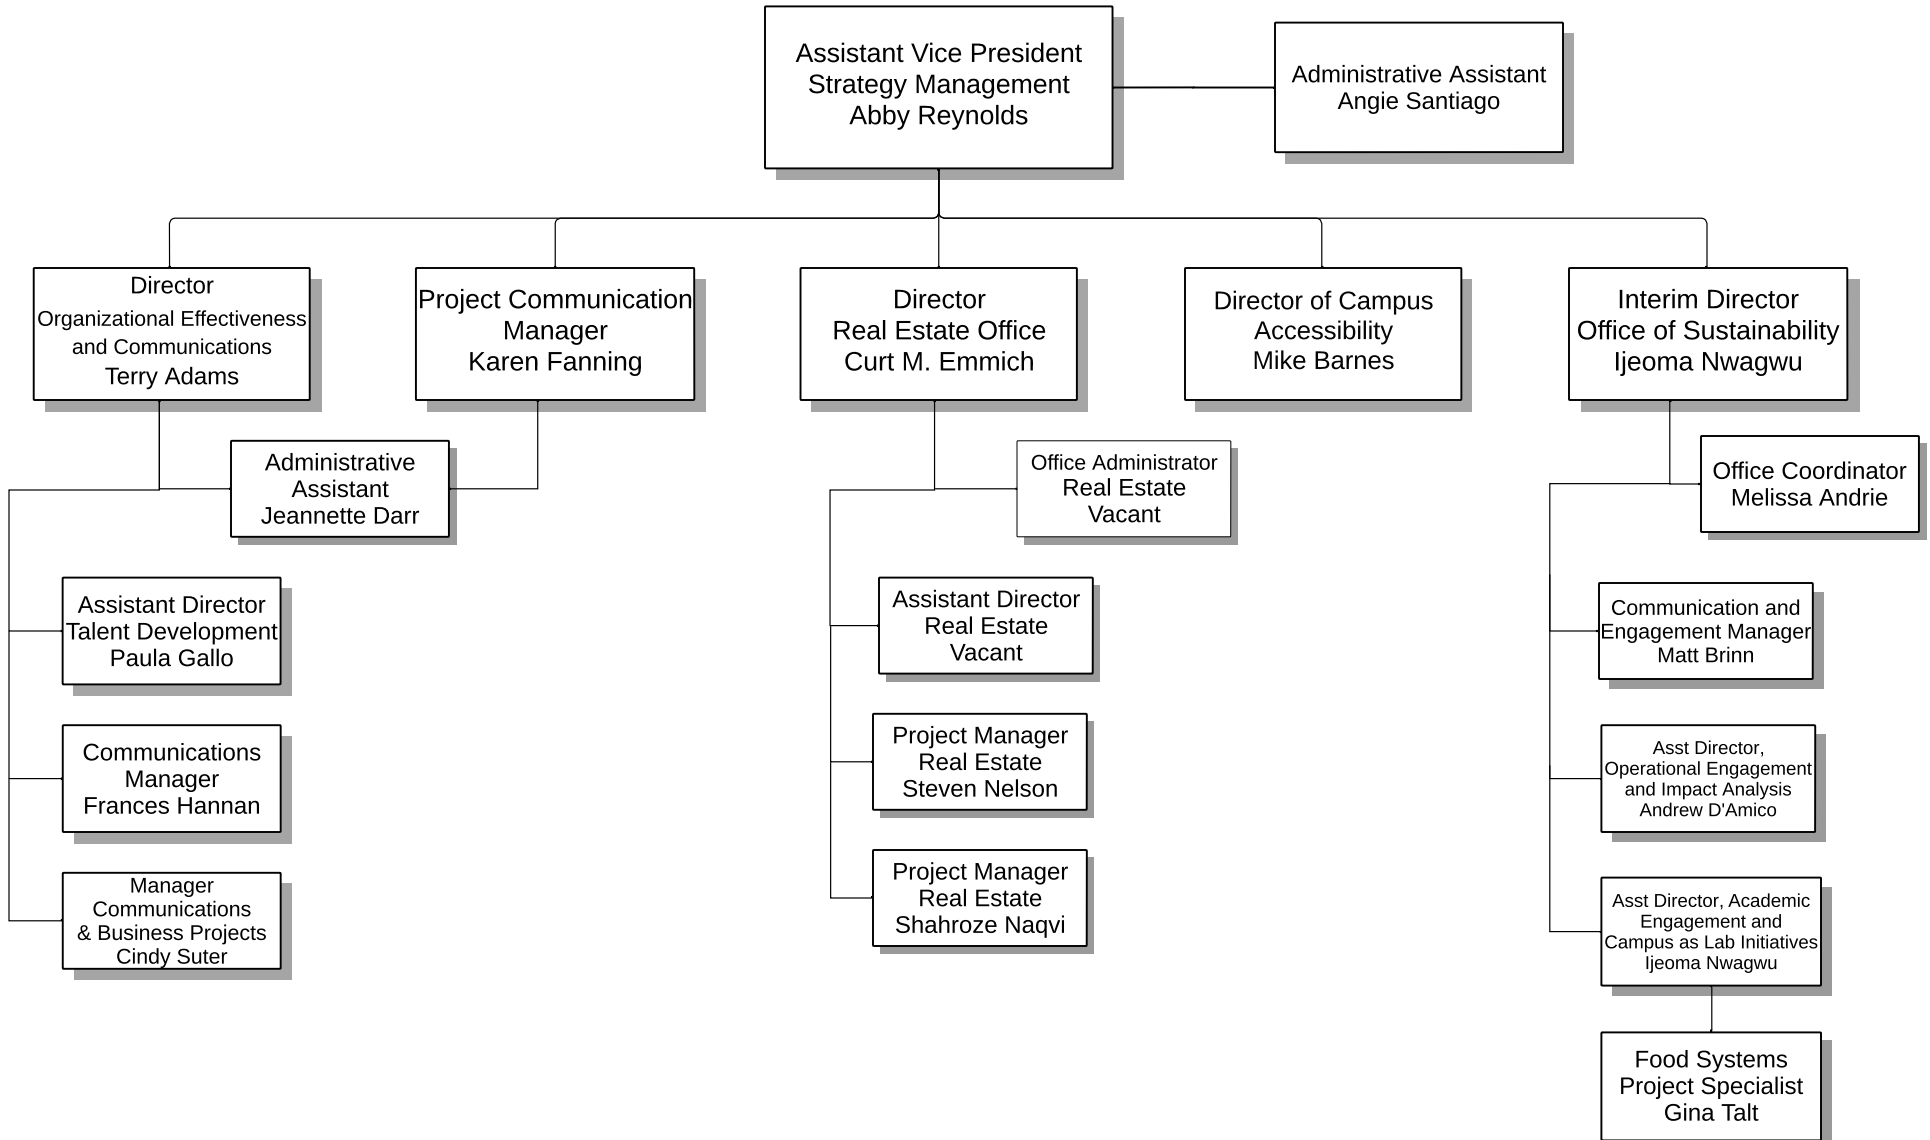 Assistant Vice President
Strategy Management
Abby Reynolds
Administrative Assistant
Angie Santiago
Director
Organizational Effectiveness
and Communications
Terry Adams
Project Communication
Manager
Karen Fanning
Director
Real Estate Office
Curt M. Emmich
Director of Campus
Accessibility
Mike Barnes
Interim Director
Office of Sustainability
Ijeoma Nwagwu
Administrative
Assistant
Jeannette Darr
Office Administrator
Real Estate
Vacant
Office Coordinator
Melissa Andrie
Assistant Director
Talent Development
Paula Gallo
Assistant Director
Real Estate
Vacant
Communication and
Engagement Manager
Matt Brinn
Communications
Manager
Frances Hannan
Project Manager
Real Estate
Steven Nelson
Asst Director,
Operational Engagement
and Impact Analysis
Andrew D'Amico
Manager
Communications
& Business Projects
Cindy Suter
Project Manager
Real Estate
Shahroze Naqvi
Asst Director, Academic
Engagement and
Campus as Lab Initiatives
Ijeoma Nwagwu
Food Systems
Project Specialist
Gina Talt